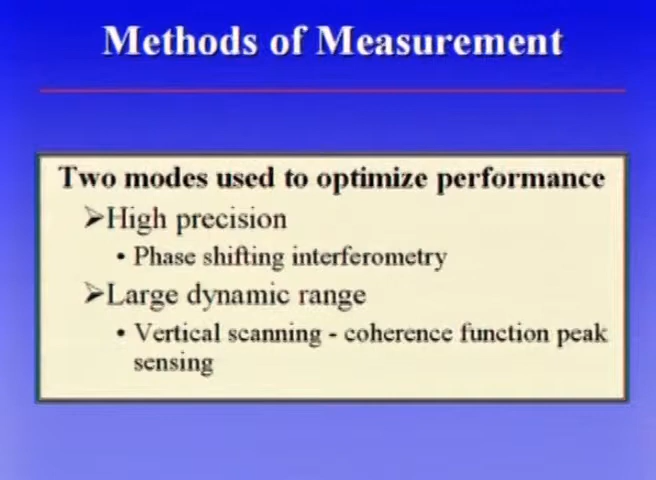 Methods of Measurement
Two modes used to optimize performance
➢High precision
• Phase shifting interferometry
➢Large dynamic range
• Vertical scanning - coherence function peak
sensing